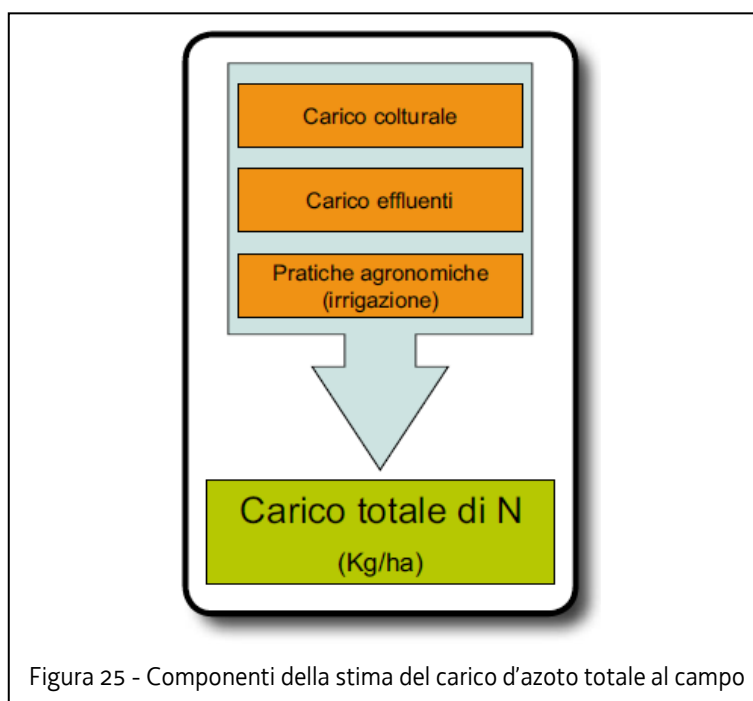 Carico colturale
Carico effluenti
Pratiche agronomiche
(irrigazione)
Carico totale di N
(Kg/ha)
Figura 25 - Componenti della stima del carico d'azoto totale al campo